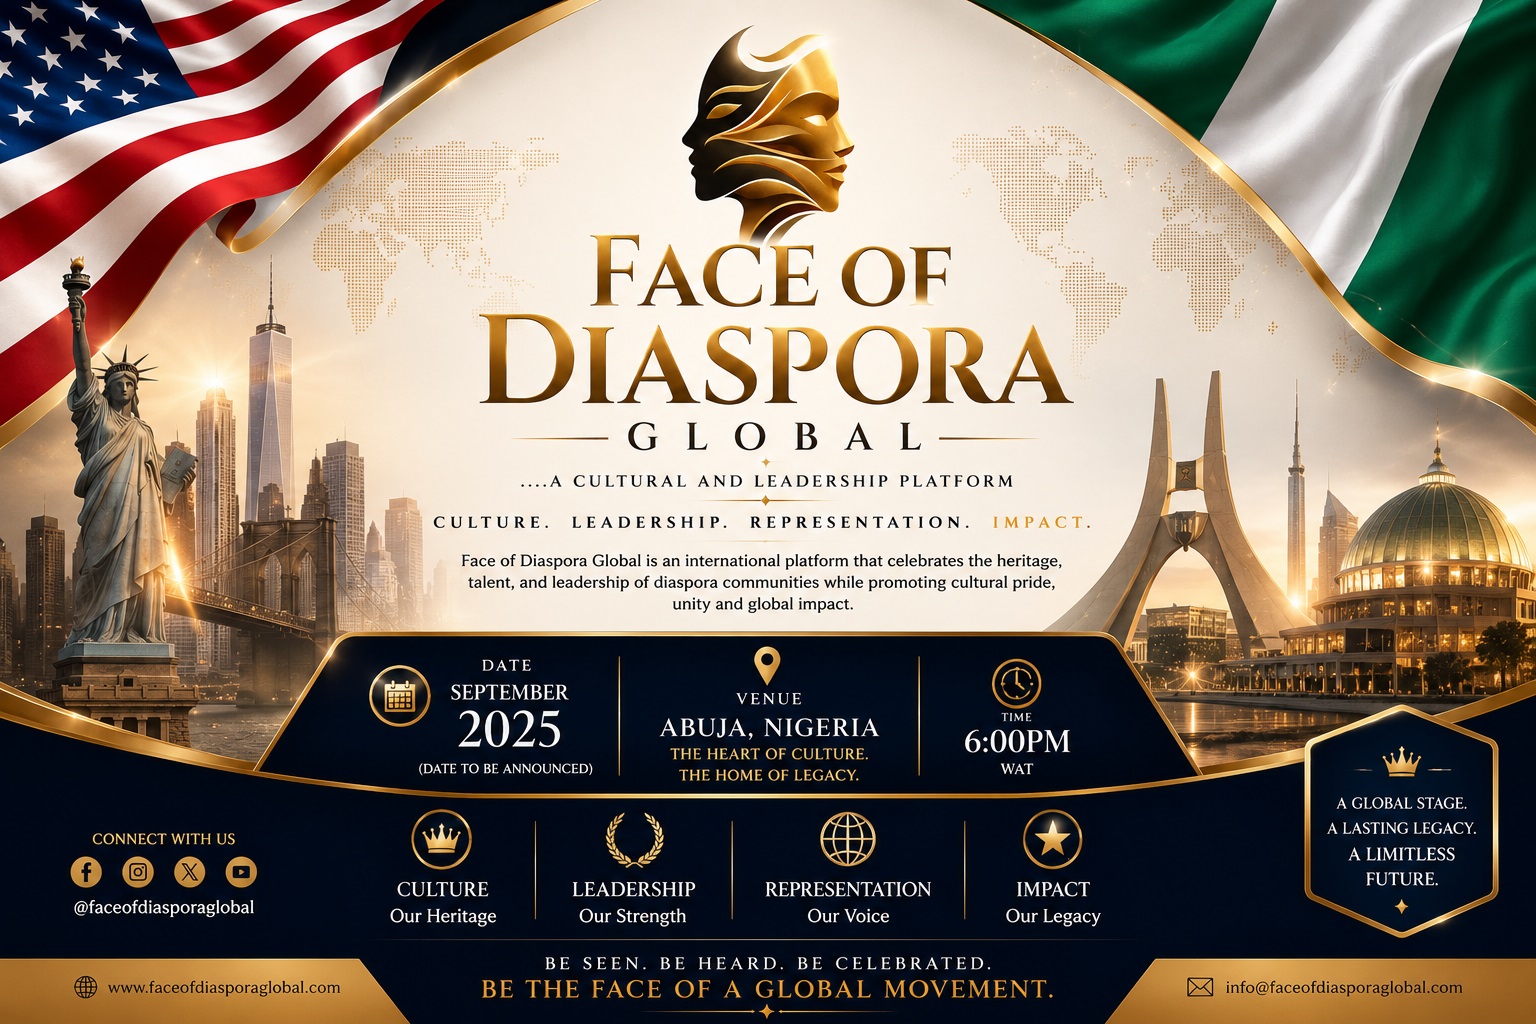 FACE OF
DIASPORA
GLOBAL
....A CULTURAL AND LEADERSHIP PLATFORM
CULTURE. LEADERSHIP. REPRESENTATION. IMPACT.
Face of Diaspora Global is an international platform that celebrates the heritage,
talent, and leadership of diaspora communities while promoting cultural pride,
unity and global impact.
DATE
SEPTEMBER
2025
(DATE TO BE ANNOUNCED)
VENUE
ABUJA, NIGERIA
THE HEART OF CULTURE.
THE HOME OF LEGACY.
TIME
6:00PM
WAT
A GLOBAL STAGE.
A LASTING LEGACY.
A LIMITLESS
FUTURE.
CONNECT WITH US
@faceofdiasporaglobal
CULTURE
Our Heritage
LEADERSHIP
Our Strength
REPRESENTATION
Our Voice
IMPACT
Our Legacy
BE SEEN. BE HEARD. BE CELEBRATED.
BE THE FACE OF A GLOBAL MOVEMENT.
www.faceofdiasporaglobal.com
info@faceofdiasporaglobal.com